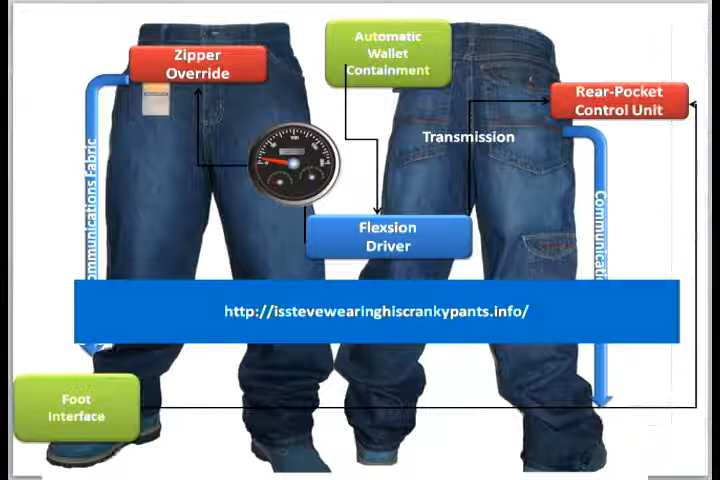 Zipper
Override
Automatic
Wallet
Containment
Rear-Pocket
Control Unit
Transmission
Communications Fabric
Flexsion
Driver
http://isstevewearinghiscrankypants.info/
Foot
Interface